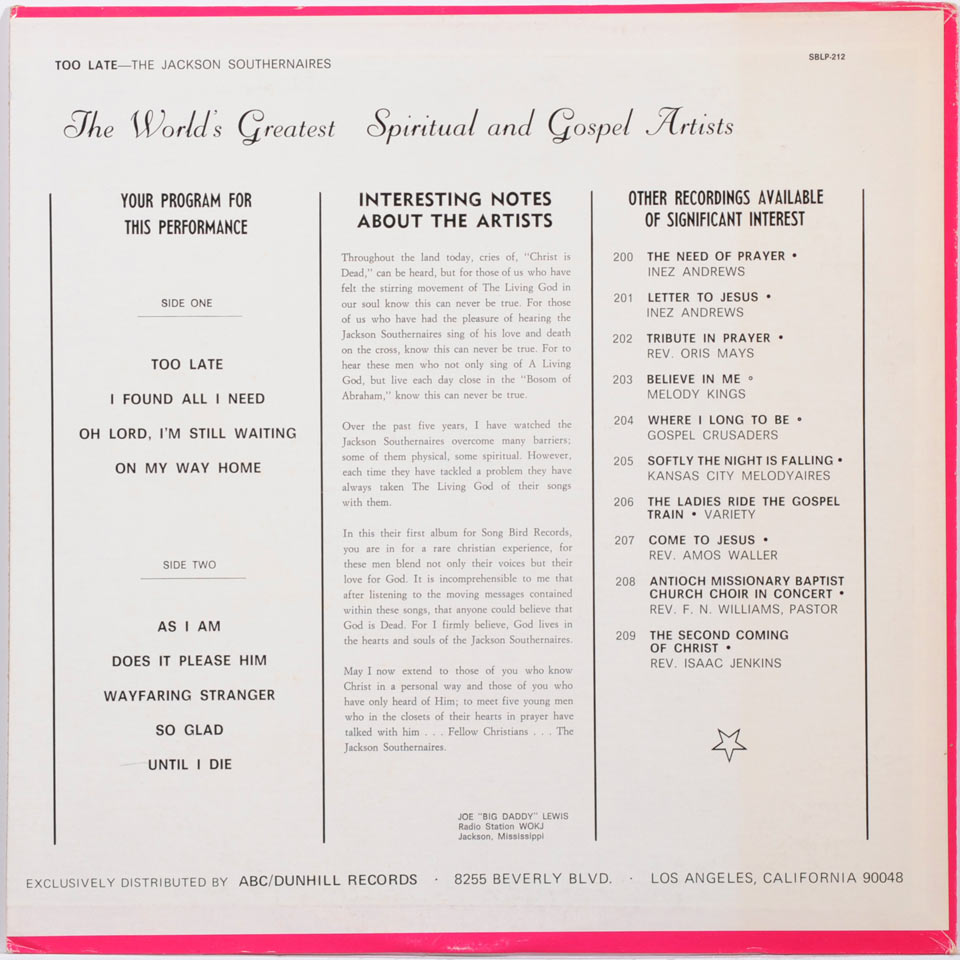 TOO LATE—THE JACKSON SOUTHERNAIRES
SBLP-212
The World's Greatest Spiritual and Gospel Artists
YOUR PROGRAM FOR
THIS PERFORMANCE
SIDE ONE
TOO LATE
I FOUND ALL I NEED
OH LORD, I'M STILL WAITING
ON MY WAY HOME
SIDE TWO
AS I AM
DOES IT PLEASE HIM
WAYFARING STRANGER
SO GLAD
UNTIL I DIE
INTERESTING NOTES
ABOUT THE ARTISTS
Throughout the land today, cries of, "Christ is
Dead," can be heard, but for those of us who have
felt the stirring movement of The Living God in
our soul know this can never be true. For those
of us who have had the pleasure of hearing the
Jackson Southernaires sing of his love and death
on the cross, know this can never be true. For to
hear these men who not only sing of A Living
God, but live each day close in the "Bosom of
Abraham," know this can never be true.
Over the past five years, I have watched the
Jackson Southernaires overcome many barriers;
some of them physical, some spiritual. However,
each time they have tackled a problem they have
always taken The Living God of their songs
with them.
In this their first album for Song Bird Records,
you are in for a rare christian experience, for
these men blend not only their voices but their
love for God. It is incomprehensible to me that
after listening to the moving messages contained
within these songs, that anyone could believe that
God is Dead. For I firmly believe, God lives in
the hearts and souls of the Jackson Southernaires.
May I now extend to those of you who know
Christ in a personal way and those of you who
have only heard of Him; to meet five young men
who in the closets of their hearts in prayer have
talked with him . . . Fellow Christians . . . The
Jackson Southernaires.
JOE "BIG DADDY" LEWIS
Radio Station WOKJ
Jackson, Mississippi
OTHER RECORDINGS AVAILABLE
OF SIGNIFICANT INTEREST
200 THE NEED OF PRAYER •
INEZ ANDREWS
201 LETTER TO JESUS •
INEZ ANDREWS
202 TRIBUTE IN PRAYER •
REV. ORIS MAYS
203 BELIEVE IN ME •
MELODY KINGS
204 WHERE I LONG TO BE •
GOSPEL CRUSADERS
205 SOFTLY THE NIGHT IS FALLING •
KANSAS CITY MELODYAIRES
206 THE LADIES RIDE THE GOSPEL
TRAIN • VARIETY
207 COME TO JESUS •
REV. AMOS WALLER
208 ANTIOCH MISSIONARY BAPTIST
CHURCH CHOIR IN CONCERT •
REV. F. N. WILLIAMS, PASTOR
209 THE SECOND COMING
OF CHRIST •
REV. ISAAC JENKINS
EXCLUSIVELY DISTRIBUTED BY ABC/DUNHILL RECORDS · 8255 BEVERLY BLVD. · LOS ANGELES, CALIFORNIA 90048